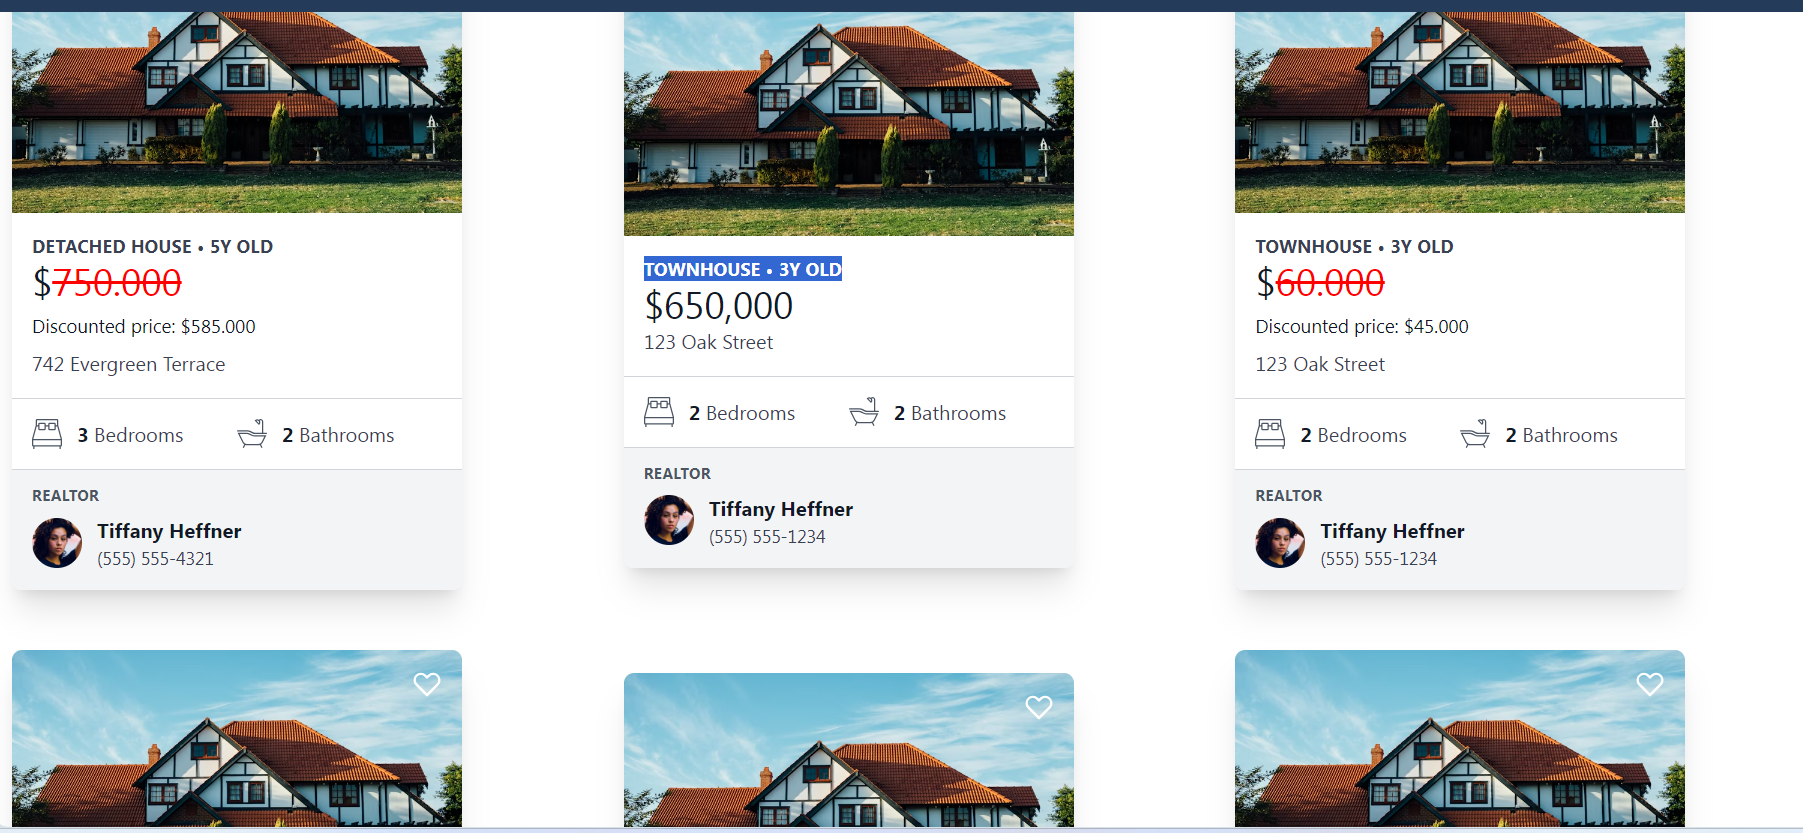 DETACHED HOUSE • 5Y OLD
$750.000
Discounted price: $585.000
742 Evergreen Terrace
3 Bedrooms
2 Bathrooms
REALTOR
Tiffany Heffner
(555) 555-4321
TOWNHOUSE • 3Y OLD
$650,000
123 Oak Street
2 Bedrooms
2 Bathrooms
REALTOR
Tiffany Heffner
(555) 555-1234
TOWNHOUSE • 3Y OLD
$60.000
Discounted price: $45.000
123 Oak Street
2 Bedrooms
2 Bathrooms
REALTOR
Tiffany Heffner
(555) 555-1234